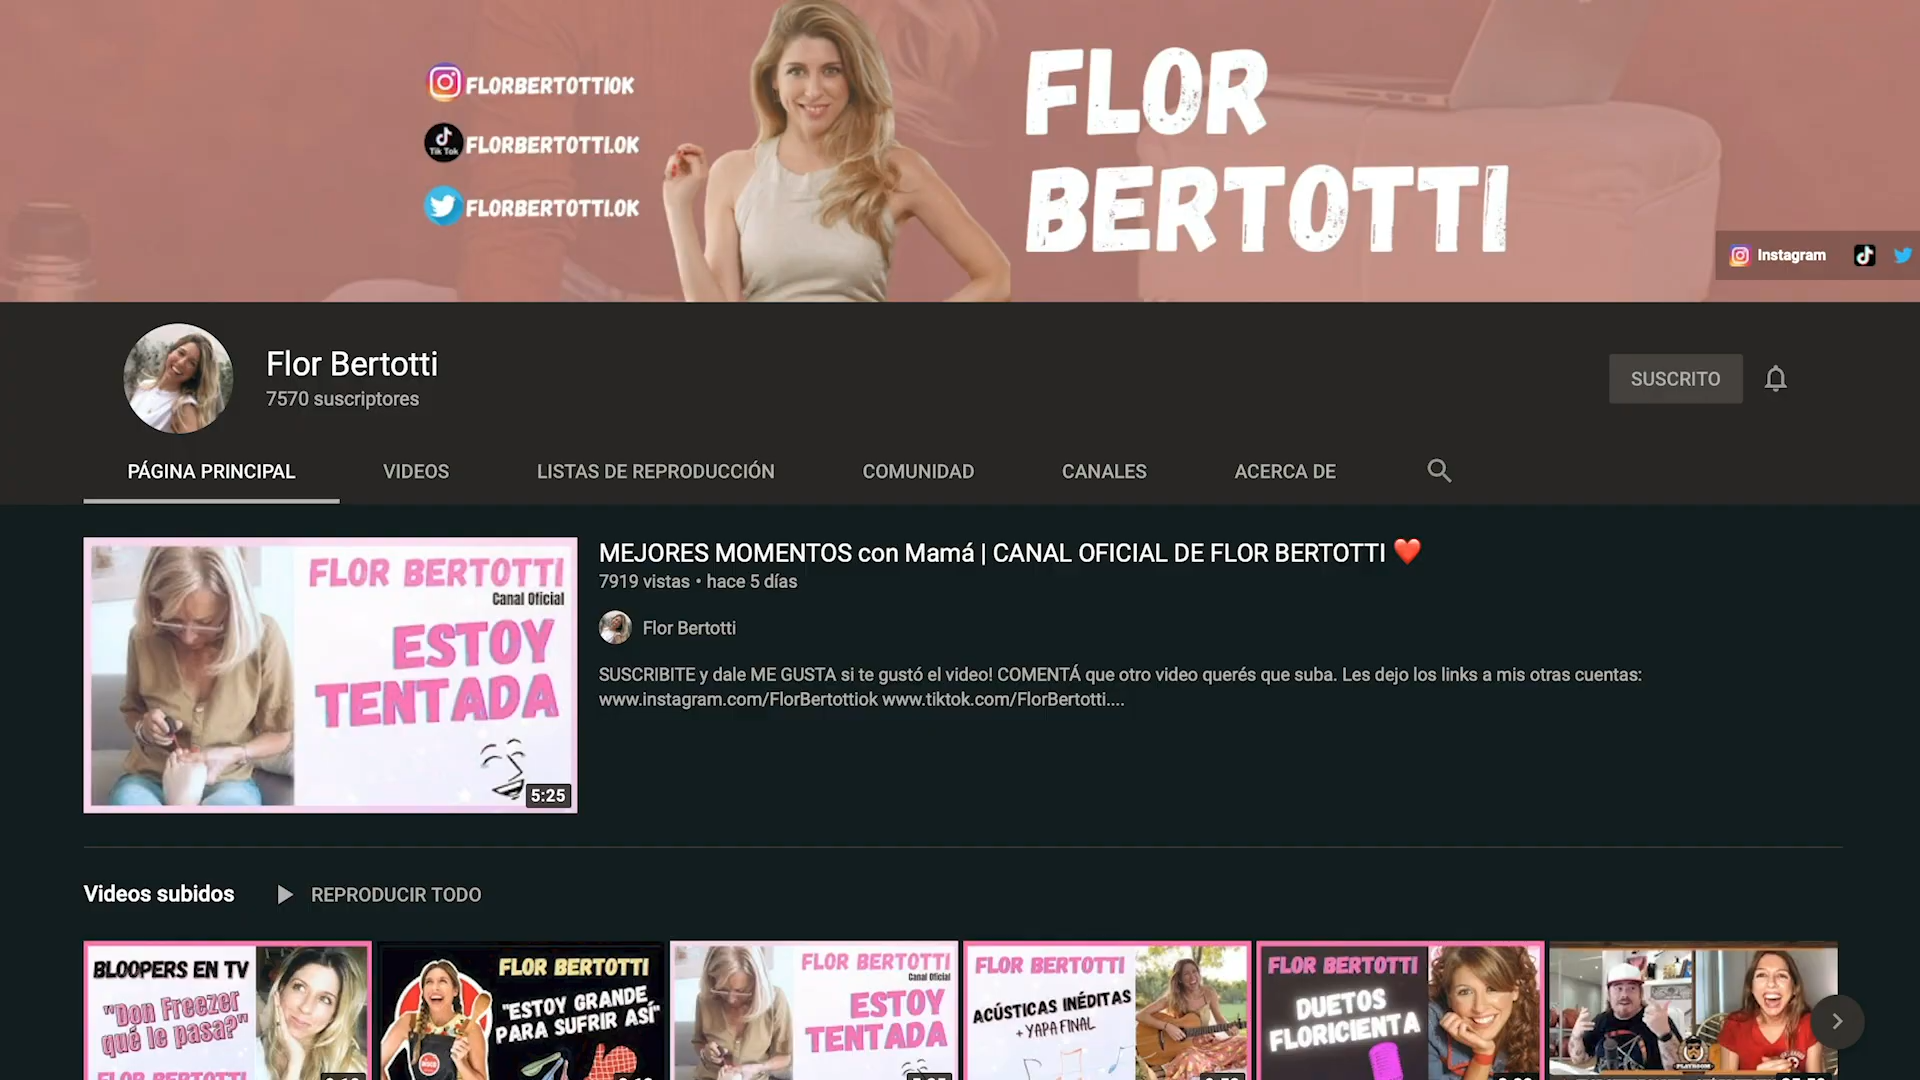 FLORBERTOTTIOK
Tik Tok
FLORBERTOTTI.OK
FLORBERTOTTI.OK
FLOR
BERTOTTI
Instagram
Flor Bertotti
7570 suscriptores
SUSCRITO
PÁGINA PRINCIPAL
VIDEOS
LISTAS DE REPRODUCCIÓN
COMUNIDAD
CANALES
ACERCA DE
FLOR BERTOTTI
Canal Oficial
ESTOY
TENTADA
5:25
MEJORES MOMENTOS con Mamá | CANAL OFICIAL DE FLOR BERTOTTI ❤️
7919 vistas • hace 5 días
Flor Bertotti
SUSCRIBITE y dale ME GUSTA si te gustó el video! COMENTÁ que otro video querés que suba. Les dejo los links a mis otras cuentas:
www.instagram.com/FlorBertottiok www.tiktok.com/FlorBertotti....
Videos subidos
REPRODUCIR TODO
BLOOPERS EN TV
"Don Freezer
qué le pasa?"
FLOR BERTOTTI
FLOR BERTOTTI
"ESTOY GRANDE
PARA SUFRIR ASÍ"
FLOR BERTOTTI
Canal Oficial
ESTOY
TENTADA
FLOR BERTOTTI
ACÚSTICAS INÉDITAS
+ YAPA FINAL
FLOR BERTOTTI
DUETOS
FLORICIENTA
PLAYROOM